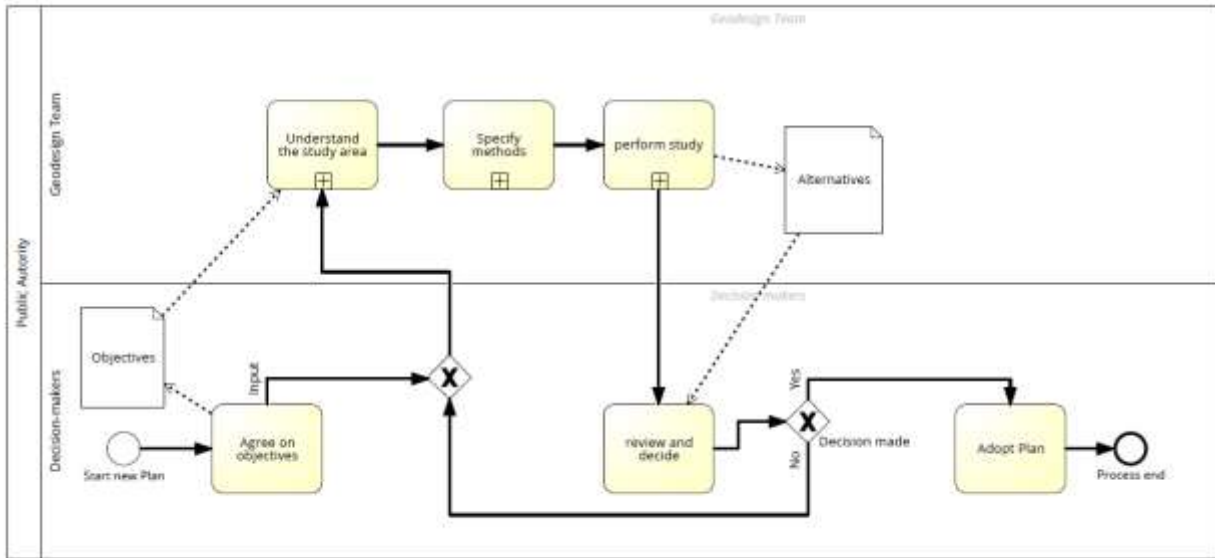 Geodesign Team
Public Autority
Geodesign Team
Understand
the study area
Specify
methods
perform study
Alternatives
Decision-makers
Decision-makers
Objectives
Input
Start new Plan
Agree on
objectives
review and
decide
Yes
No
Decision made
Adopt Plan
Process end